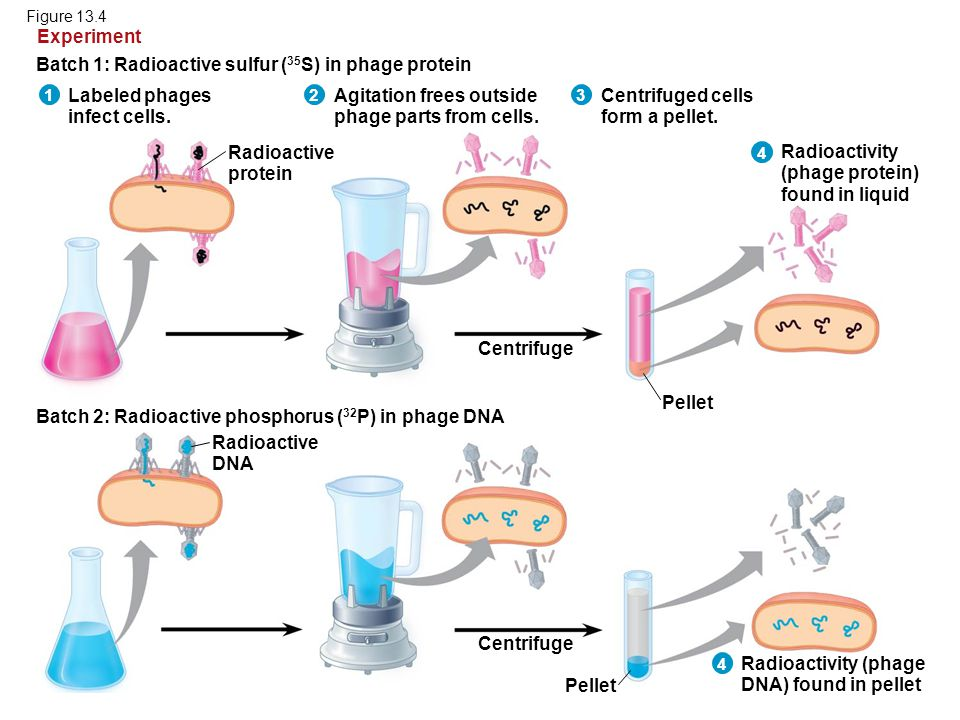 Figure 13.4
Experiment
Batch 1: Radioactive sulfur (³⁵S) in phage protein
1 Labeled phages
infect cells.
2 Agitation frees outside
phage parts from cells.
3 Centrifuged cells
form a pellet.
Radioactive
protein
4 Radioactivity
(phage protein)
found in liquid
Centrifuge
Pellet
Batch 2: Radioactive phosphorus (³²P) in phage DNA
Radioactive
DNA
Centrifuge
Pellet
4 Radioactivity (phage
DNA) found in pellet